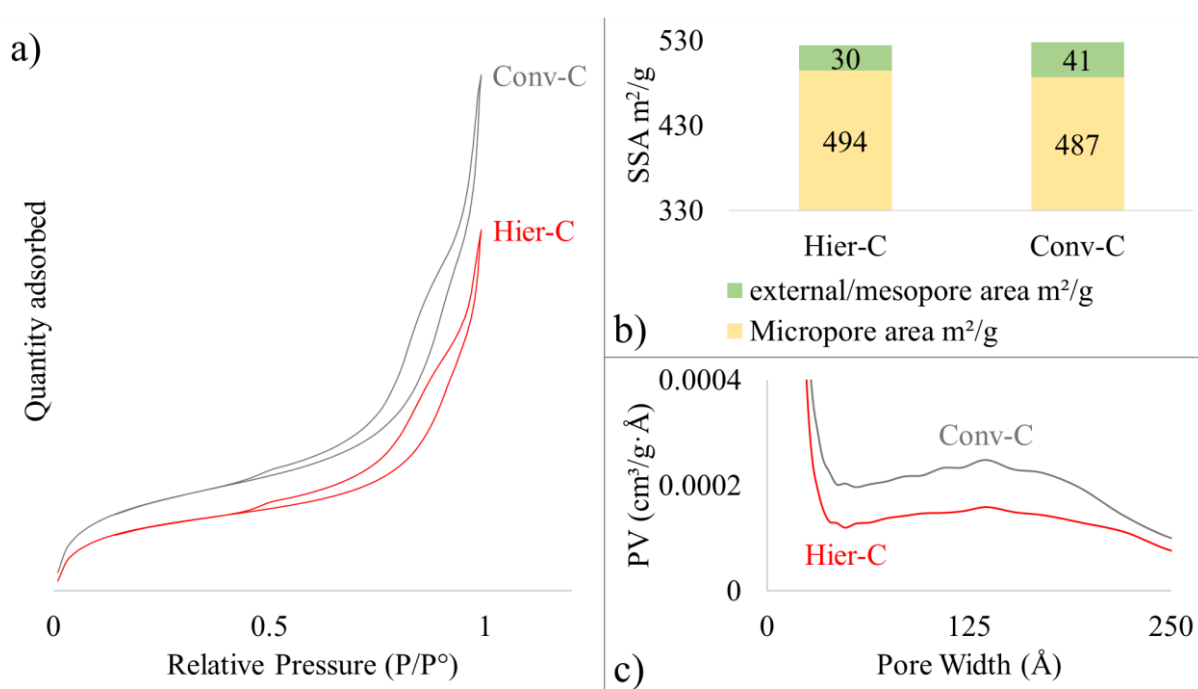 a)
Conv-C
Hier-C
Quantity adsorbed
0
0.5
1
Relative Pressure (P/P°)
b)
SSA m²/g
530
430
330
30
494
41
487
Hier-C
Conv-C
external/mesopore area m²/g
Micropore area m²/g
c)
PV (cm³/g·Å)
0.0004
0.0002
0
Conv-C
Hier-C
0
125
250
Pore Width (Å)